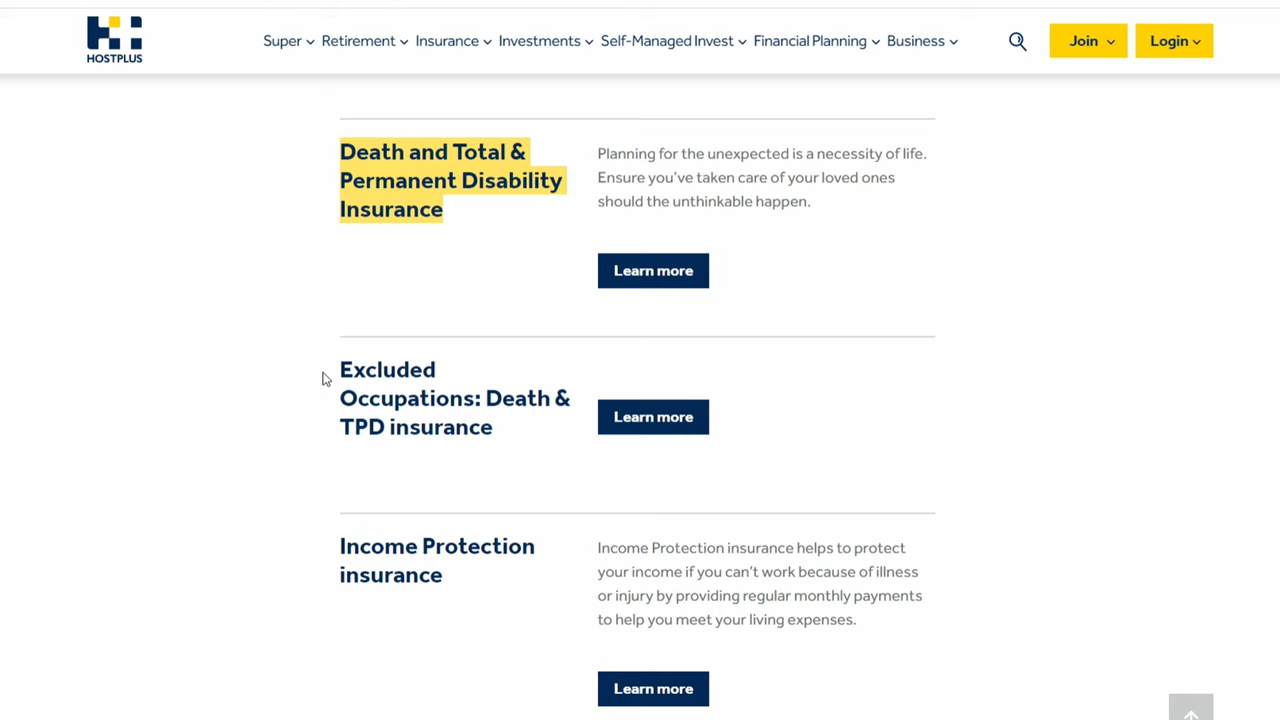 HOSTPLUS
Super Retirement Insurance Investments Self-Managed Invest Financial Planning Business Join Login
Death and Total &
Permanent Disability
Insurance
Planning for the unexpected is a necessity of life.
Ensure you've taken care of your loved ones
should the unthinkable happen.
Learn more
Excluded
Occupations: Death &
TPD insurance
Learn more
Income Protection
insurance
Income Protection insurance helps to protect
your income if you can't work because of illness
or injury by providing regular monthly payments
to help you meet your living expenses.
Learn more